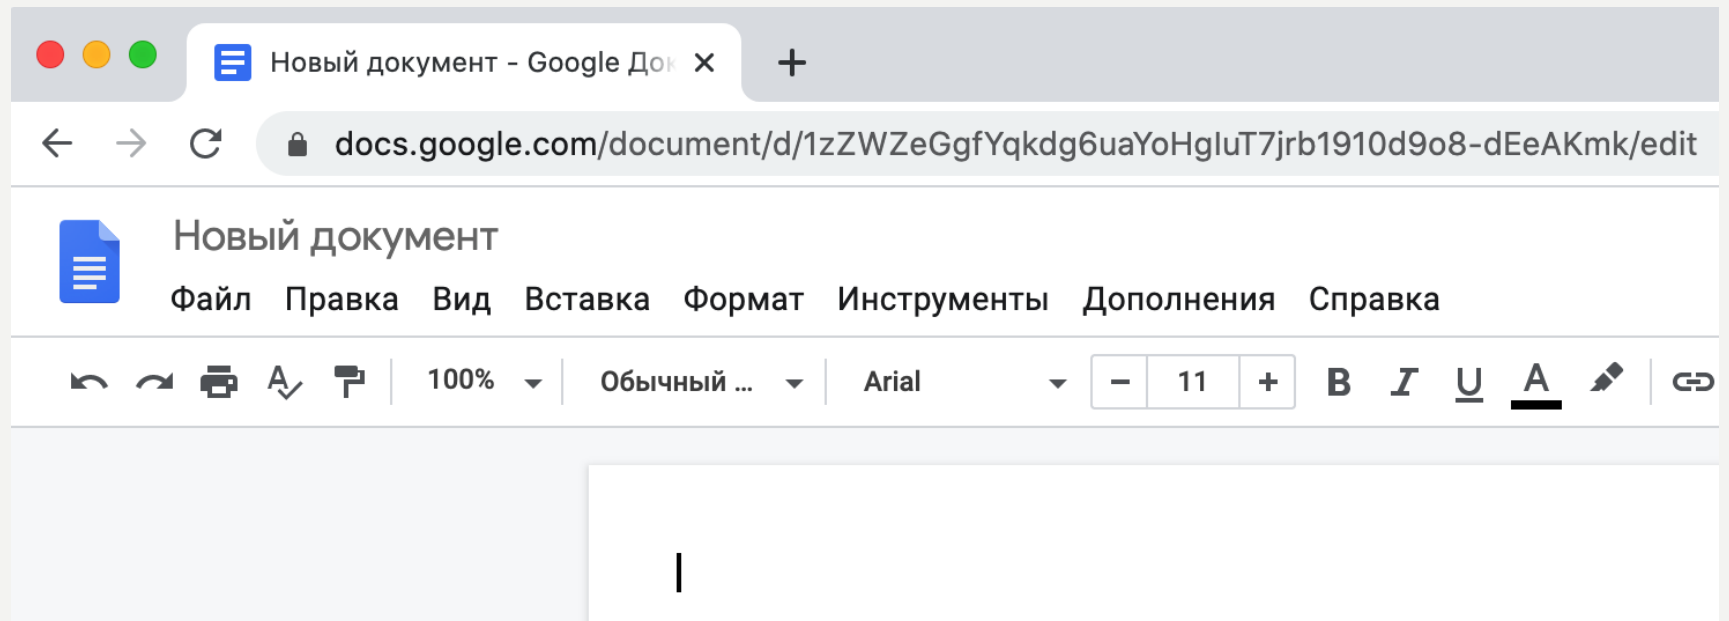 Новый документ - Google Док
docs.google.com/document/d/1zZWZeGgfYqkdg6uaYoHgIuT7jrb1910d9o8-dEeAKmk/edit
Новый документ
Файл Правка Вид Вставка Формат Инструменты Дополнения Справка
100% Обычный ... Arial − 11 + B I U A